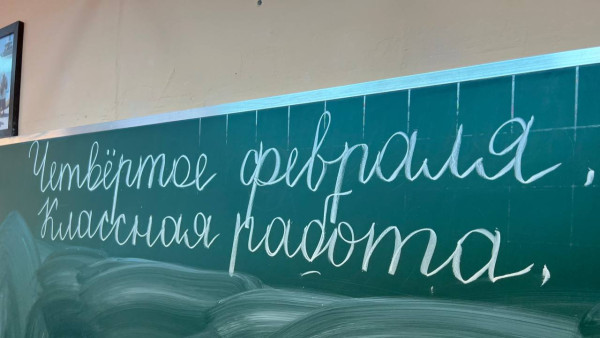 Четвёртое февраля.
Классная работа.